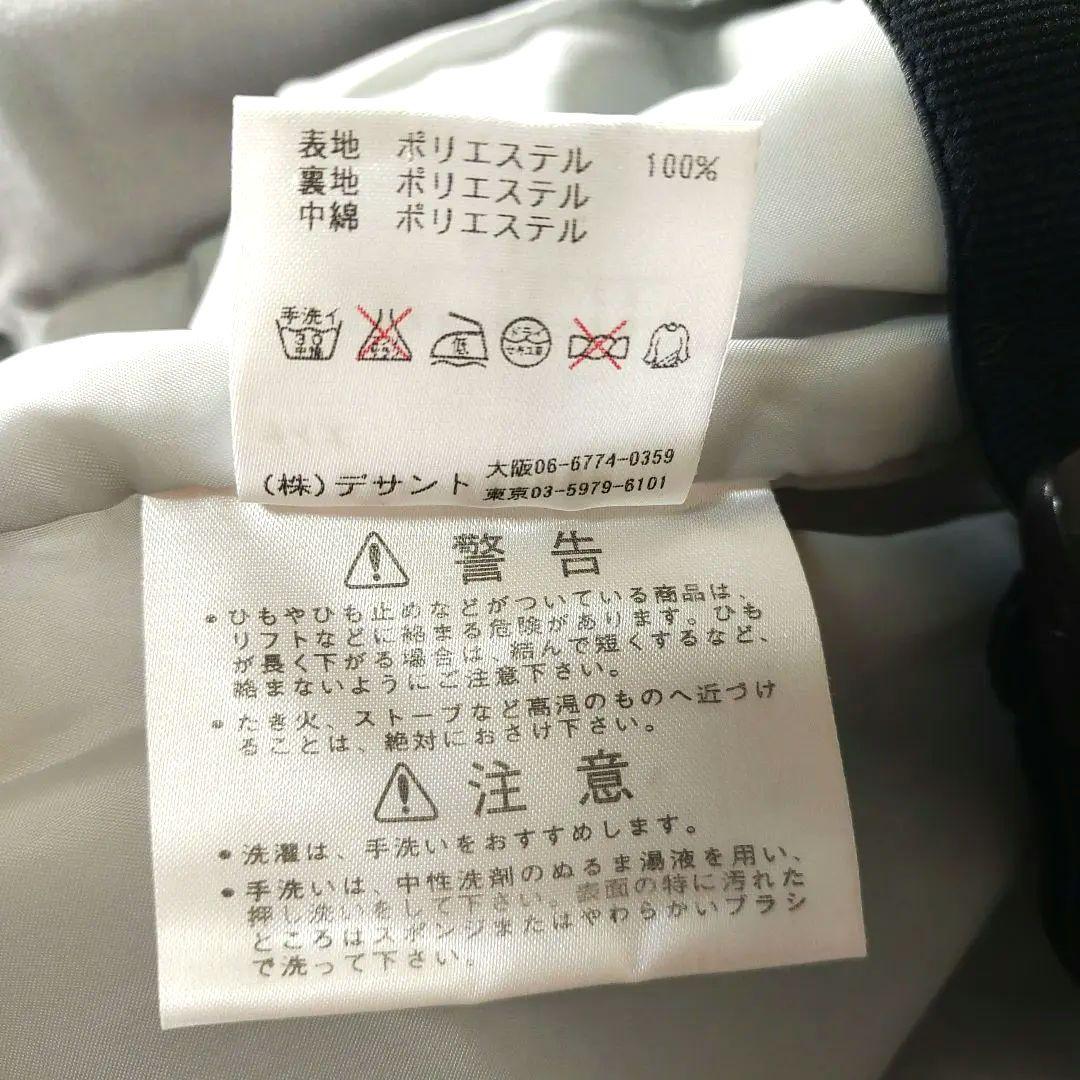 表地 ポリエステル 100%
裏地 ポリエステル
中綿 ポリエステル
手洗イ
30
中性
低
ドライ
(株)デサント 大阪06-6774-0359
東京03-5979-6101
警告
・ひもやひも止めなどがついている商品は、
リフトなどに絡まる危険があります。ひも
が長く下がる場合は、結んで短くするなど、
絡まないようにご注意下さい。
・たき火、ストーブなど高温のものへ近づけ
ることは、絶対におさけ下さい。
注意
・洗濯は、手洗いをおすすめします。
・手洗いは、中性洗剤のぬるま湯液を用い、
押し洗いをして下さい。表面の特に汚れた
ところはスポンジまたはやわらかいブラシ
で洗って下さい。